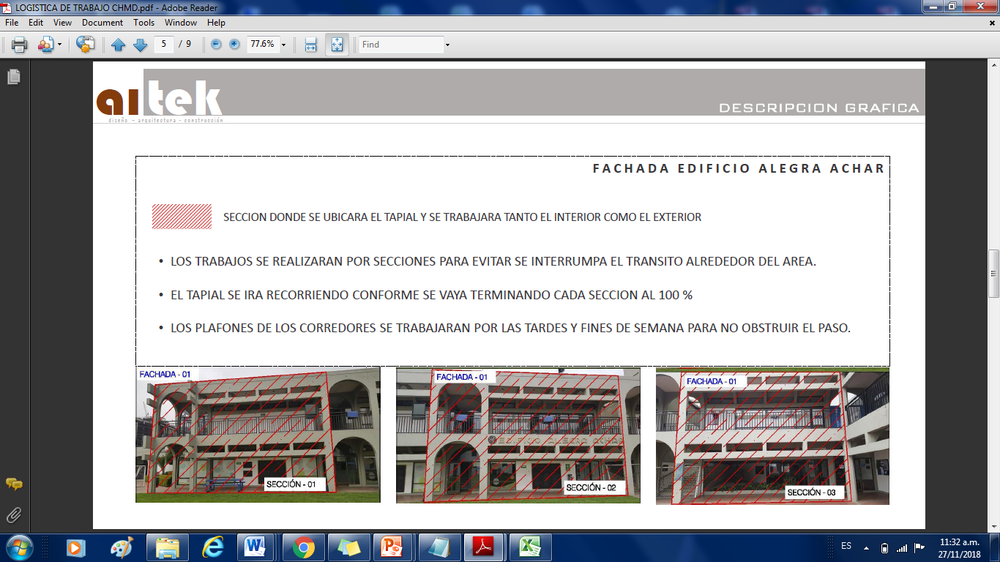 LOGISTICA DE TRABAJO CHMD.pdf - Adobe Reader
File Edit View Document Tools Window Help
5 / 9 77.6% Find
aitek
diseño - arquitectura - construcción
DESCRIPCION GRAFICA
FACHADA EDIFICIO ALEGRA ACHAR
SECCION DONDE SE UBICARA EL TAPIAL Y SE TRABAJARA TANTO EL INTERIOR COMO EL EXTERIOR
• LOS TRABAJOS SE REALIZARAN POR SECCIONES PARA EVITAR SE INTERRUMPA EL TRANSITO ALREDEDOR DEL AREA.
• EL TAPIAL SE IRA RECORRIENDO CONFORME SE VAYA TERMINANDO CADA SECCION AL 100 %
• LOS PLAFONES DE LOS CORREDORES SE TRABAJARAN POR LAS TARDES Y FINES DE SEMANA PARA NO OBSTRUIR EL PASO.
FACHADA - 01
SECCIÓN - 01
FACHADA - 01
EDIFICIO ALEGRA ACHAR
SECCIÓN - 02
FACHADA - 01
SECCIÓN - 03
ES
11:32 a.m.
27/11/2018